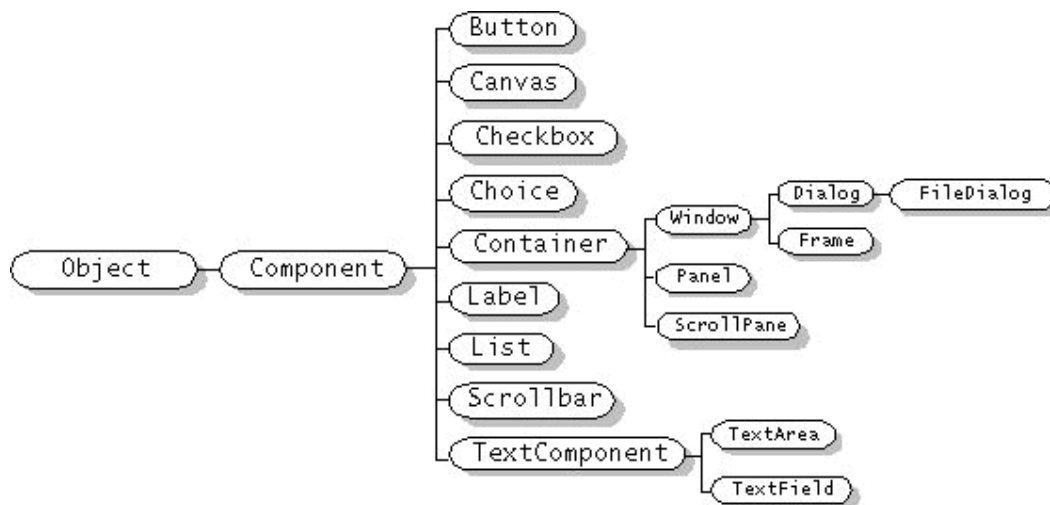 Button
Canvas
Checkbox
Choice
Dialog
FileDialog
Window
Container
Frame
Object
Component
Panel
Label
ScrollPane
List
Scrollbar
TextArea
TextComponent
TextField